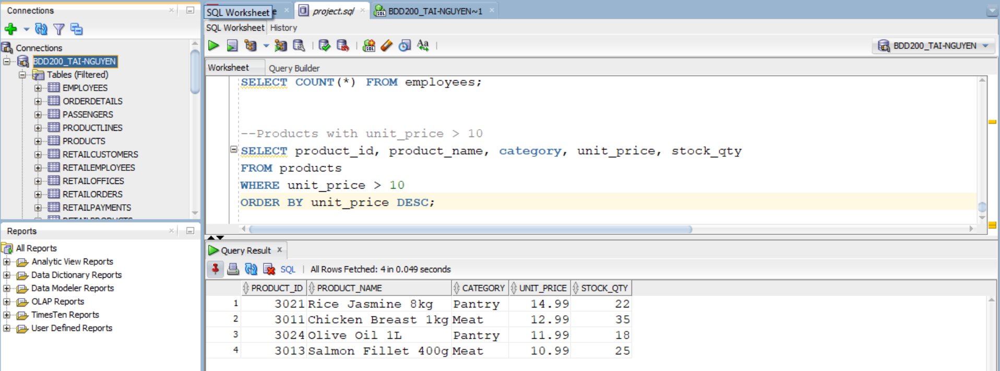 Connections
Connections
BDD200_TAI-NGUYEN
Tables (Filtered)
EMPLOYEES
ORDERDETAILS
PASSENGERS
PRODUCTLINES
PRODUCTS
RETAILCUSTOMERS
RETAILEMPLOYEES
RETAILOFFICES
RETAILORDERS
RETAILPAYMENTS
Reports
All Reports
Analytic View Reports
Data Dictionary Reports
Data Modeler Reports
OLAP Reports
TimesTen Reports
User Defined Reports
SQL Worksheet e project.sql BDD200_TAI-NGUYEN~1
SQL Worksheet History
BDD200_TAI-NGUYEN
Worksheet Query Builder
SELECT COUNT(*) FROM employees;
--Products with unit_price > 10
SELECT product_id, product_name, category, unit_price, stock_qty
FROM products
WHERE unit_price > 10
ORDER BY unit_price DESC;
Query Result
SQL | All Rows Fetched: 4 in 0.049 seconds
PRODUCT_ID PRODUCT_NAME CATEGORY UNIT_PRICE STOCK_QTY
1 3021 Rice Jasmine 8kg Pantry 14.99 22
2 3011 Chicken Breast 1kg Meat 12.99 35
3 3024 Olive Oil 1L Pantry 11.99 18
4 3013 Salmon Fillet 400g Meat 10.99 25